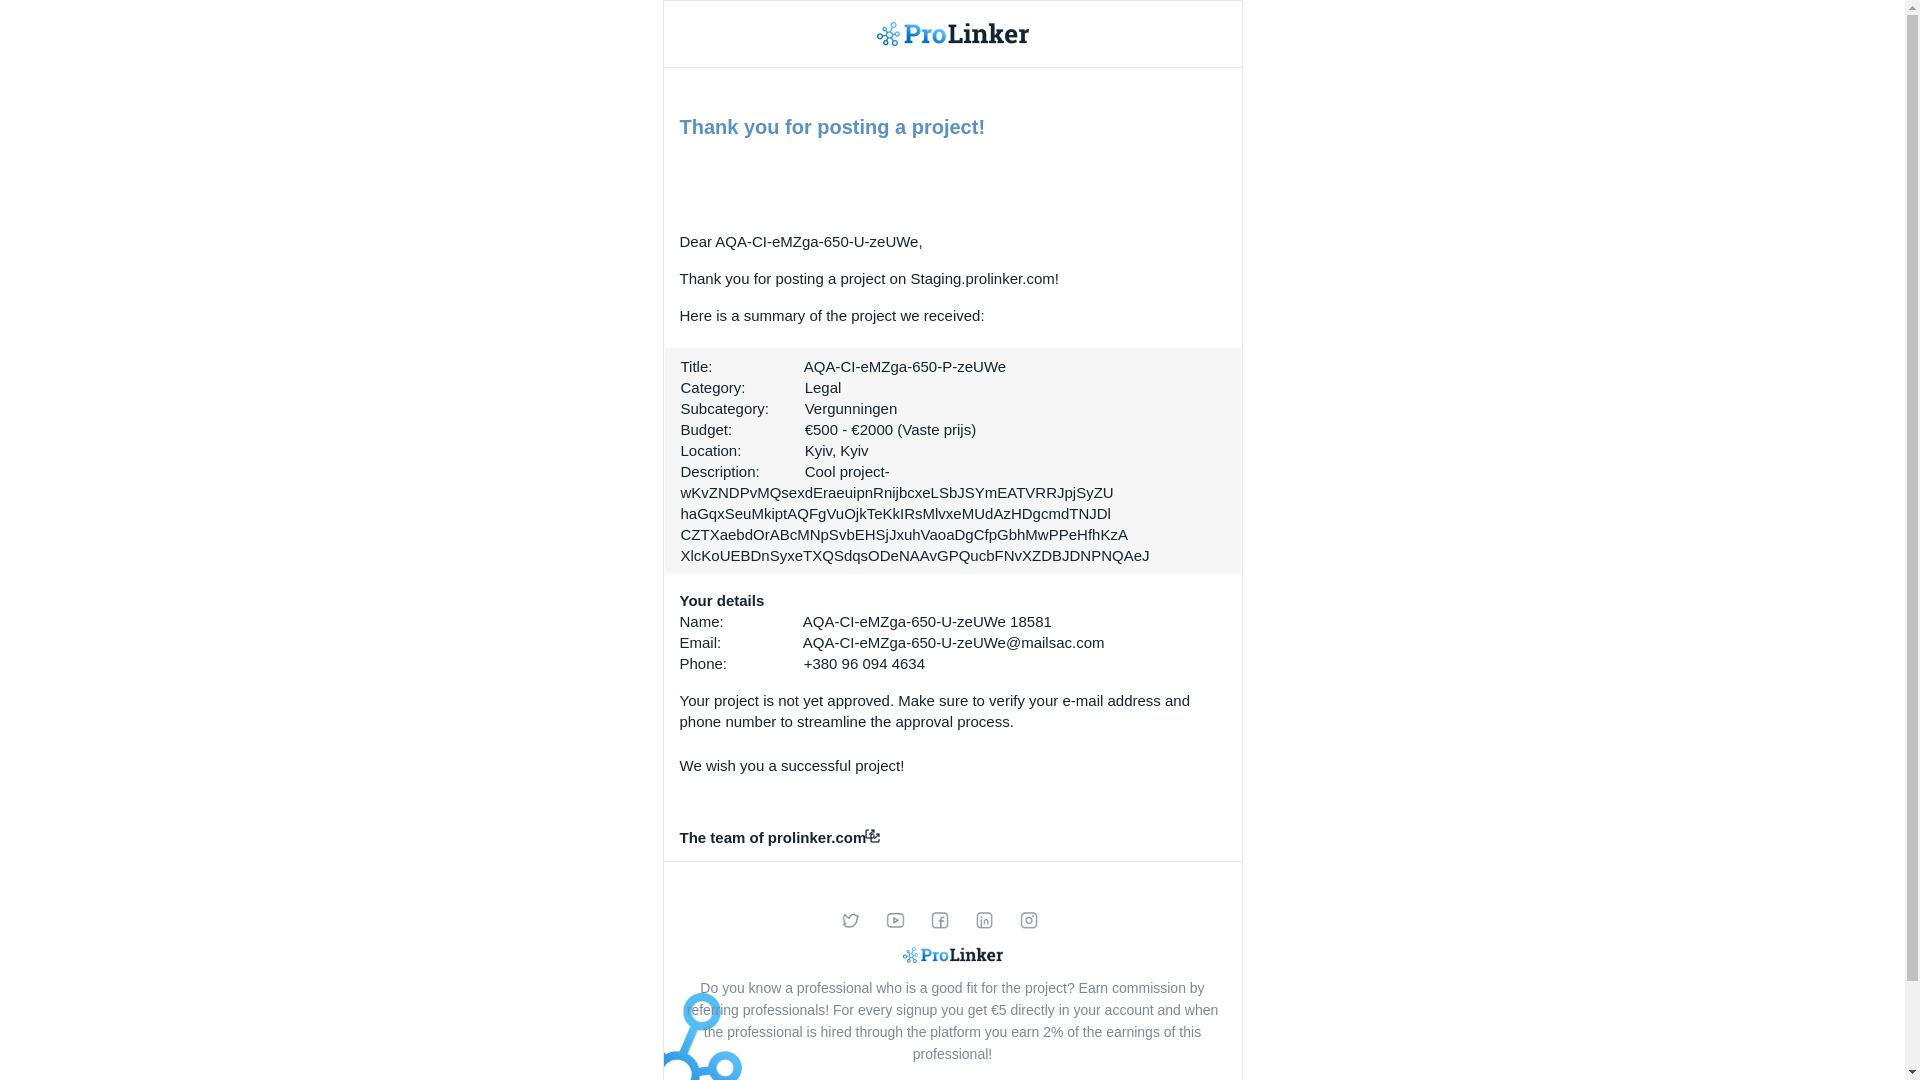 ProLinker
Thank you for posting a project!
Dear AQA-CI-eMZga-650-U-zeUWe,
Thank you for posting a project on Staging.prolinker.com!
Here is a summary of the project we received:
Title: AQA-CI-eMZga-650-P-zeUWe
Category: Legal
Subcategory: Vergunningen
Budget: €500 - €2000 (Vaste prijs)
Location: Kyiv, Kyiv
Description: Cool project-
wKvZNDPvMQsexdEraeuipnRnijbcxeLSbJSYmEATVRRJpjSyZU
haGqxSeuMkiptAQFgVuOjkTeKkIRsMlvxeMUdAzHDgcmdTNJDl
CZTXaebdOrABcMNpSvbEHSjJxuhVaoaDgCfpGbhMwPPeHfhKzA
XlcKoUEBDnSyxeTXQSdqsODeNAAvGPQucbFNvXZDBJDNPNQAeJ
Your details
Name: AQA-CI-eMZga-650-U-zeUWe 18581
Email: AQA-CI-eMZga-650-U-zeUWe@mailsac.com
Phone: +380 96 094 4634
Your project is not yet approved. Make sure to verify your e-mail address and
phone number to streamline the approval process.
We wish you a successful project!
The team of prolinker.com
ProLinker
Do you know a professional who is a good fit for the project? Earn commission by
referring professionals! For every signup you get €5 directly in your account and when
the professional is hired through the platform you earn 2% of the earnings of this
professional!